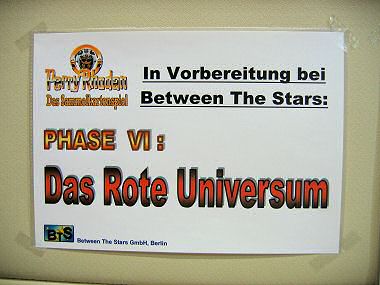 Perry Rhodan
Das Sammelkartenspiel
In Vorbereitung bei
Between The Stars:
PHASE VI :
Das Rote Universum
BTS
Between The Stars GmbH, Berlin